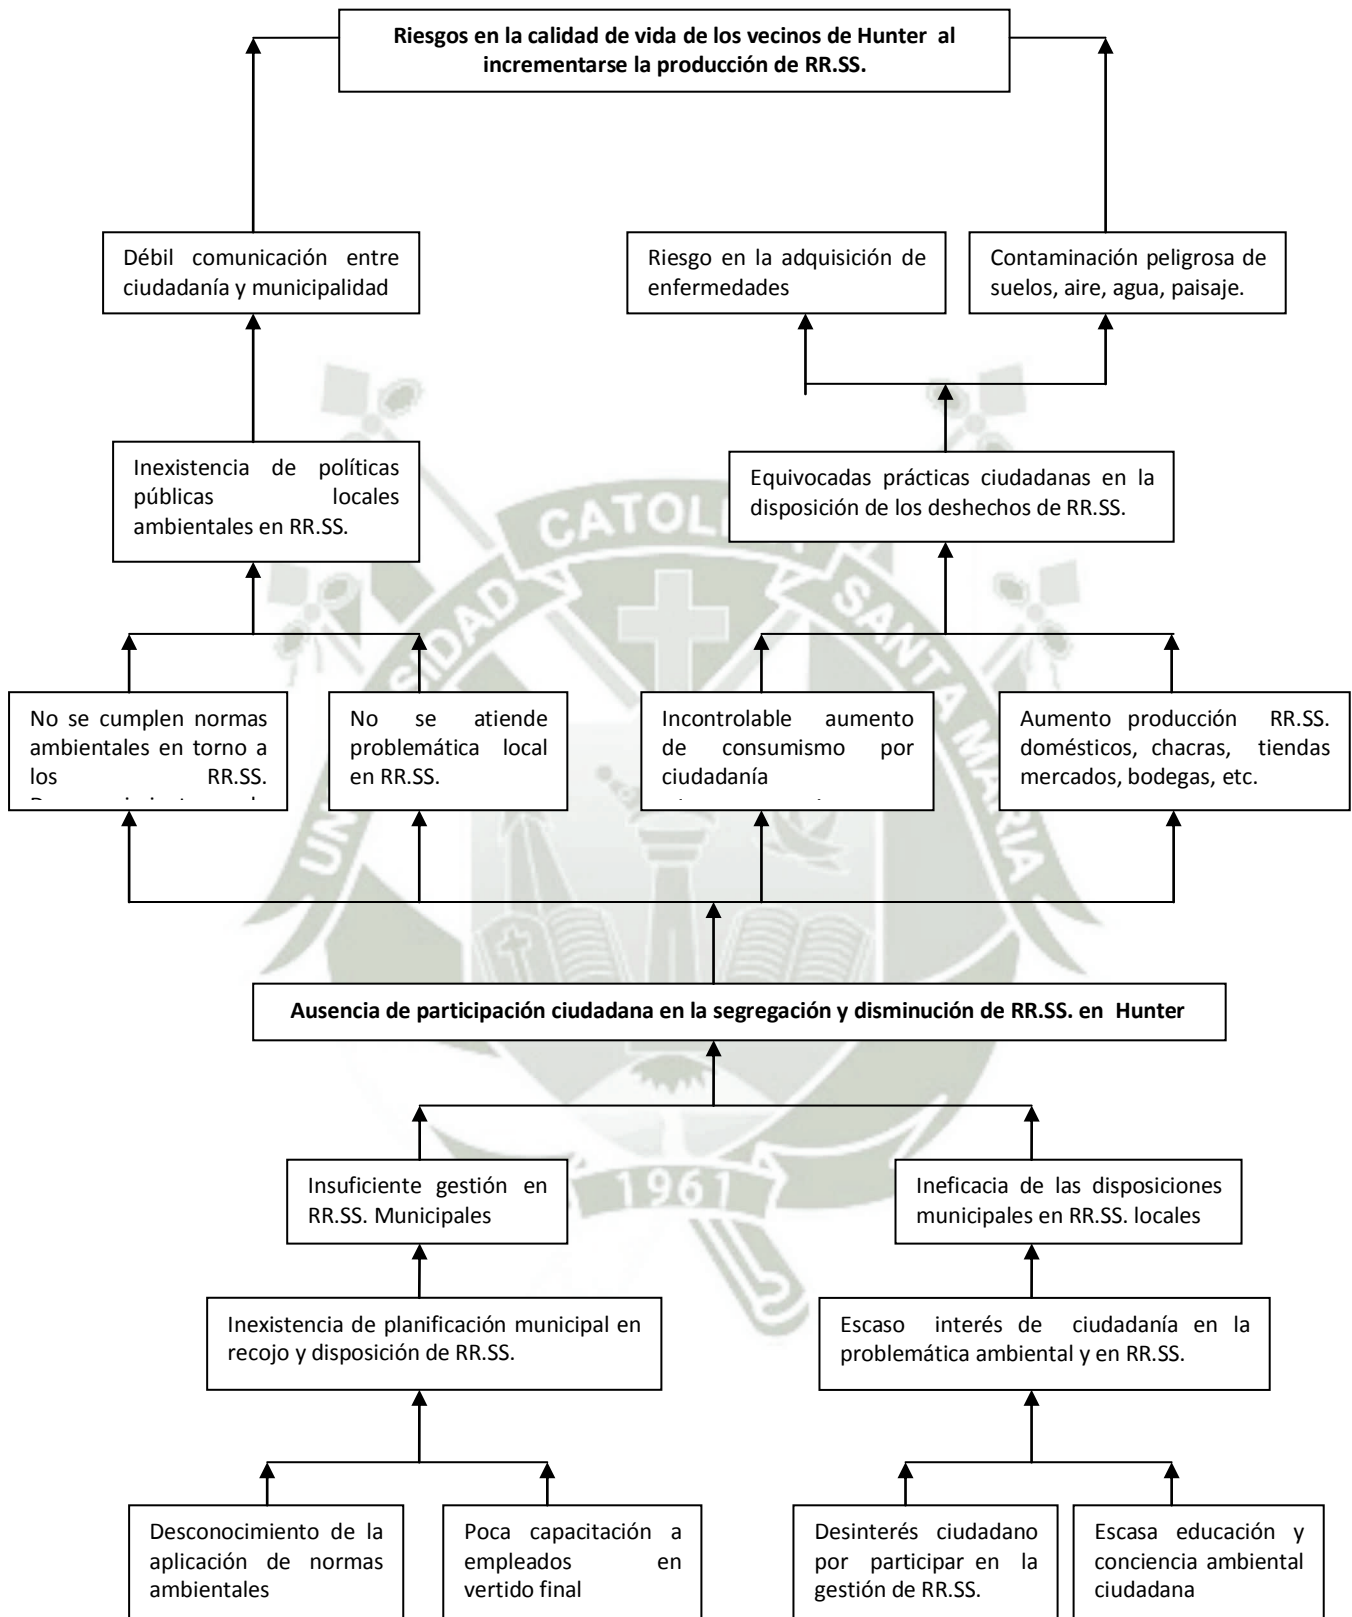 Riesgos en la calidad de vida de los vecinos de Hunter al
incrementarse la producción de RR.SS.
Débil comunicación entre
ciudadanía y municipalidad
Riesgo en la adquisición de
enfermedades
Contaminación peligrosa de
suelos, aire, agua, paisaje.
Inexistencia de políticas
públicas locales
ambientales en RR.SS.
Equivocadas prácticas ciudadanas en la
disposición de los deshechos de RR.SS.
No se cumplen normas
ambientales en torno a
los RR.SS.
No se atiende
problemática local
en RR.SS.
Incontrolable aumento
de consumismo por
ciudadanía
Aumento producción RR.SS.
domésticos, chacras, tiendas
mercados, bodegas, etc.
Ausencia de participación ciudadana en la segregación y disminución de RR.SS. en Hunter
Insuficiente gestión en
RR.SS. Municipales
Ineficacia de las disposiciones
municipales en RR.SS. locales
Inexistencia de planificación municipal en
recojo y disposición de RR.SS.
Escaso interés de ciudadanía en la
problemática ambiental y en RR.SS.
Desconocimiento de la
aplicación de normas
ambientales
Poca capacitación a
empleados en
vertido final
Desinterés ciudadano
por participar en la
gestión de RR.SS.
Escasa educación y
conciencia ambiental
ciudadana
SANTA MARIA
1961